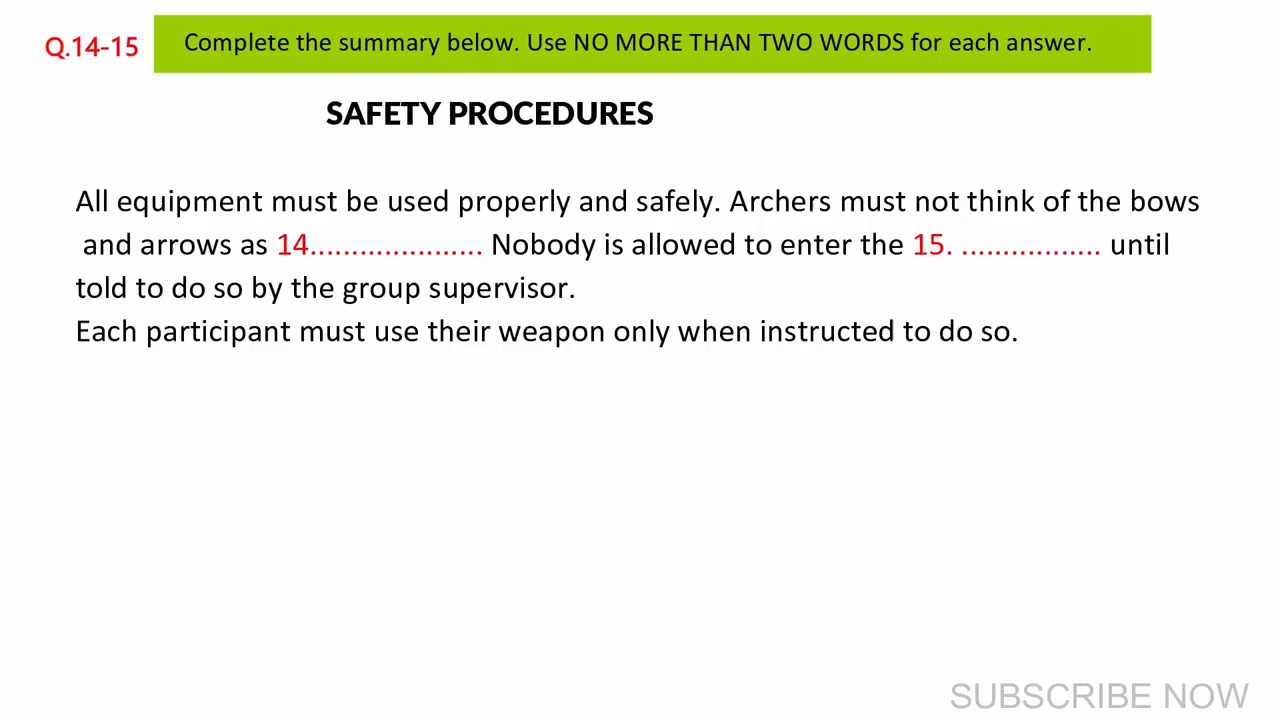 Q.14-15
Complete the summary below. Use NO MORE THAN TWO WORDS for each answer.
SAFETY PROCEDURES
All equipment must be used properly and safely. Archers must not think of the bows
and arrows as 14..................... Nobody is allowed to enter the 15. ................. until
told to do so by the group supervisor.
Each participant must use their weapon only when instructed to do so.
SUBSCRIBE NOW